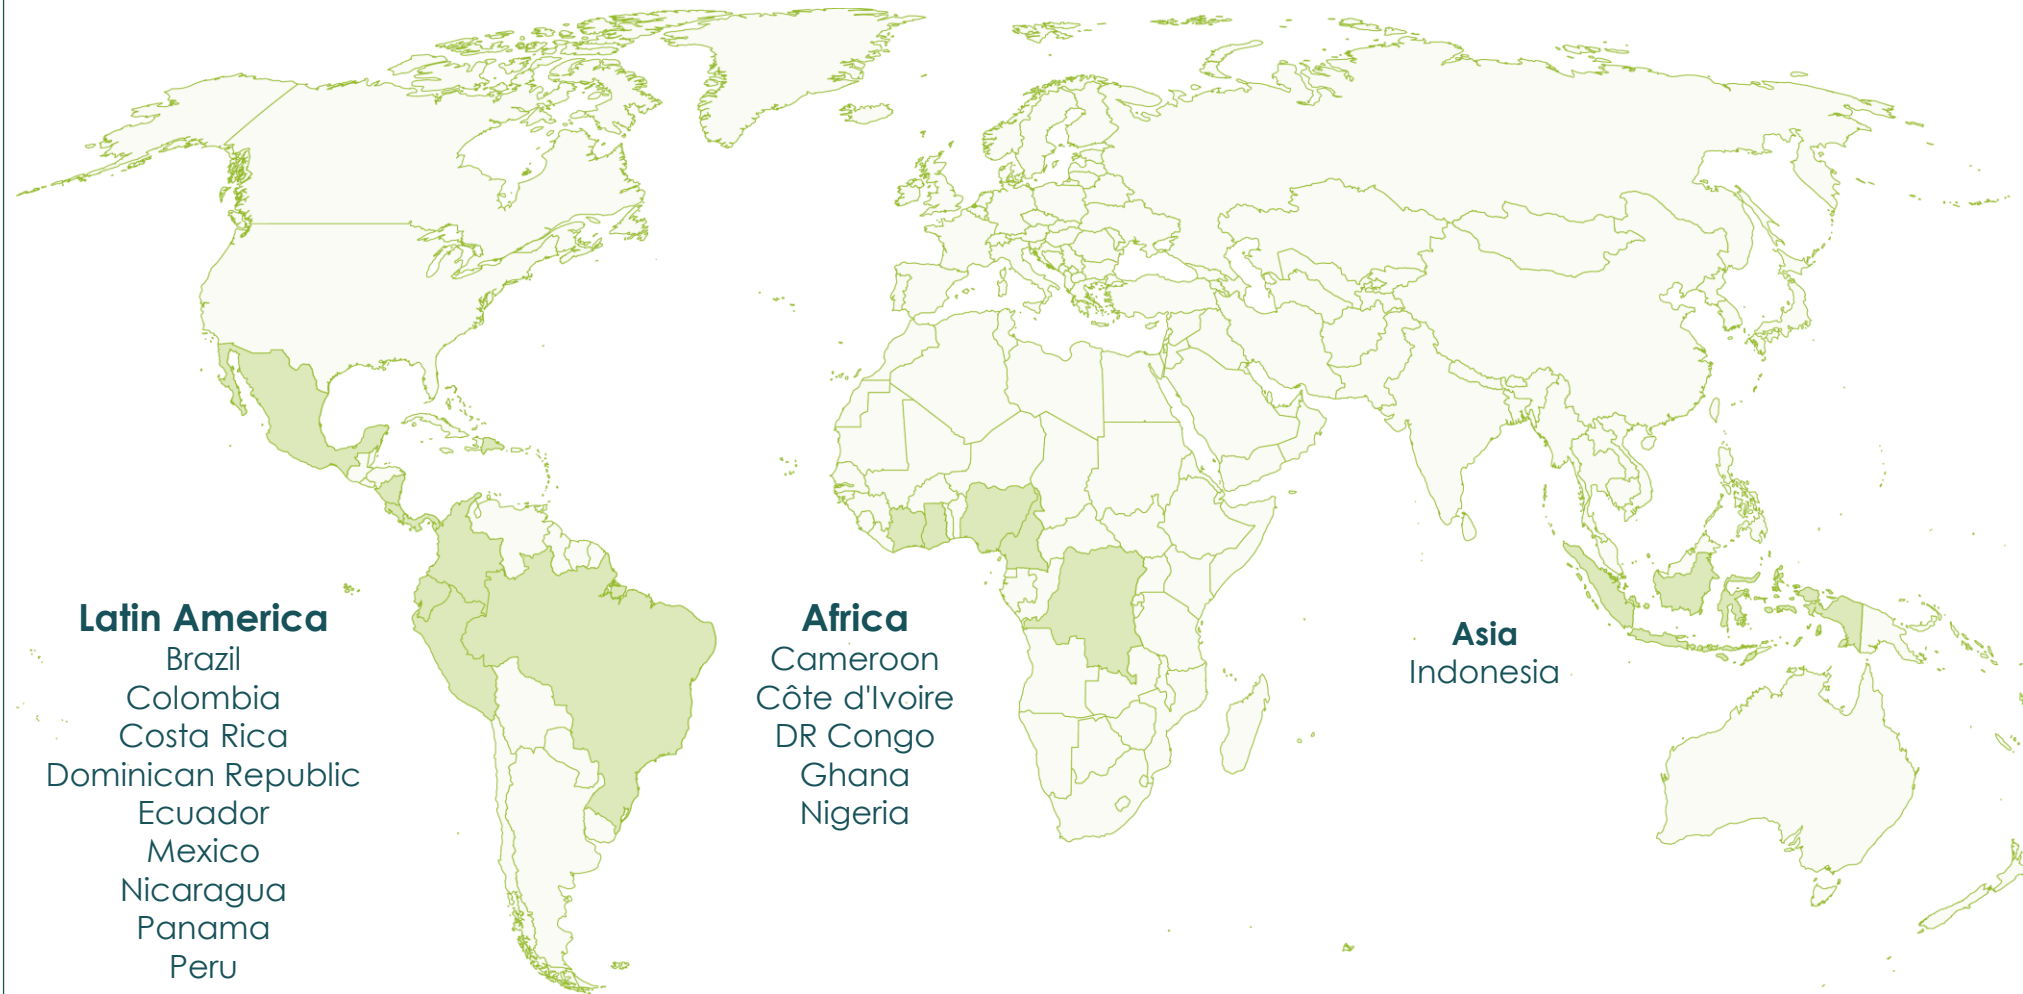 Latin America
Brazil
Colombia
Costa Rica
Dominican Republic
Ecuador
Mexico
Nicaragua
Panama
Peru
Africa
Cameroon
Côte d'Ivoire
DR Congo
Ghana
Nigeria
Asia
Indonesia